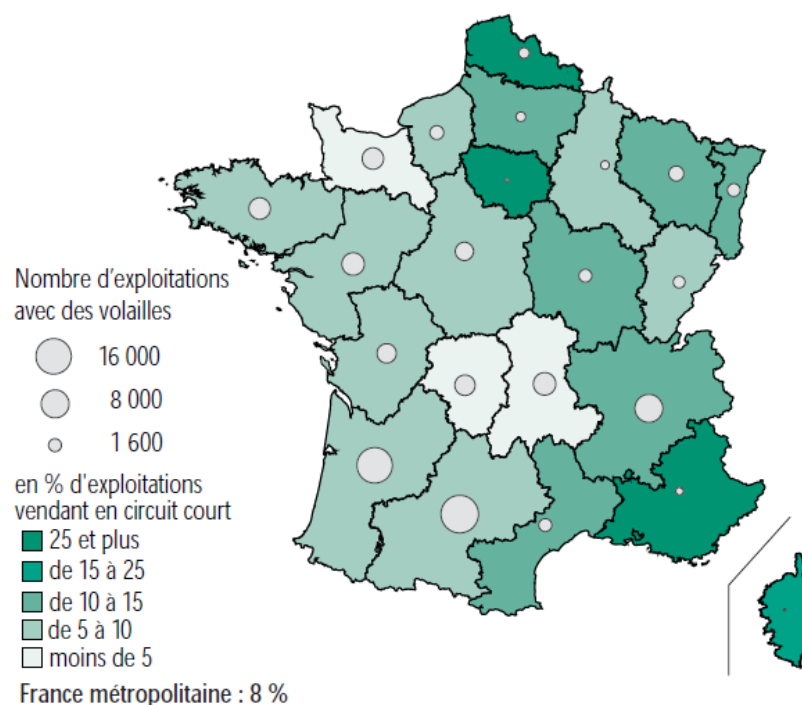 Nombre d'exploitations
avec des volailles
16 000
8 000
1 600
en % d'exploitations
vendant en circuit court
25 et plus
de 15 à 25
de 10 à 15
de 5 à 10
moins de 5
France métropolitaine : 8 %